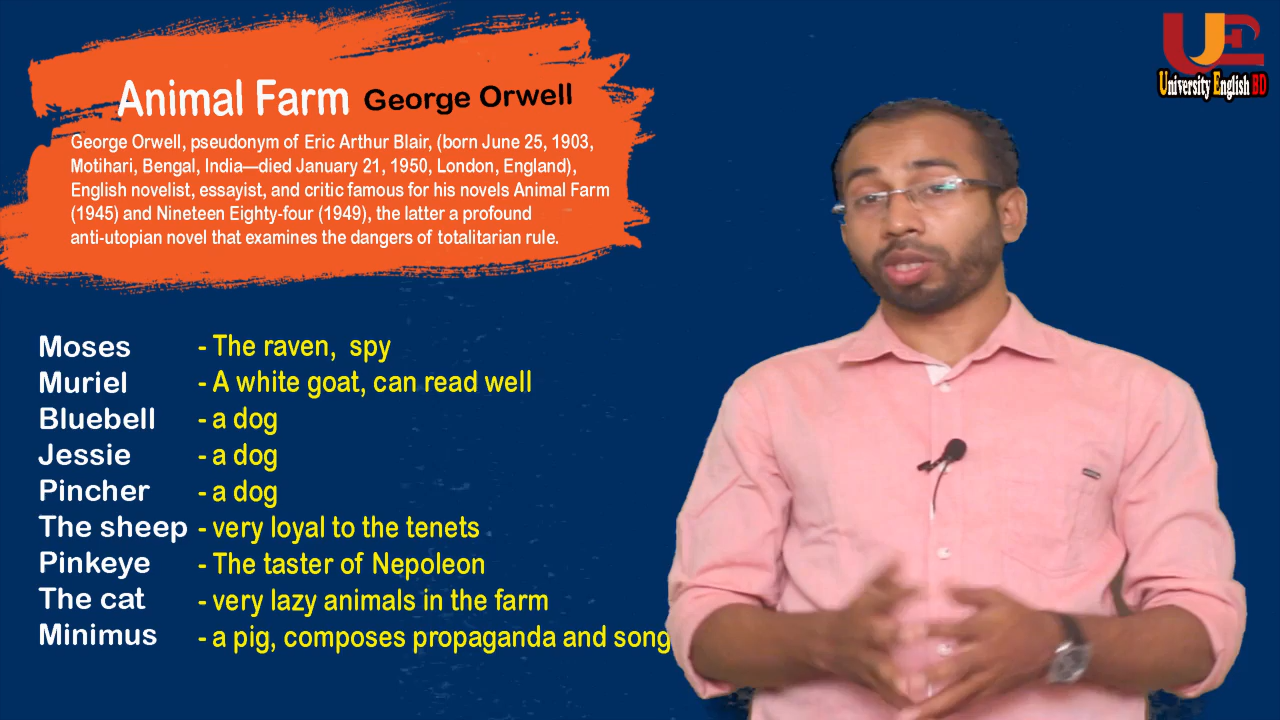 UE
University English BD
Animal Farm George Orwell
George Orwell, pseudonym of Eric Arthur Blair, (born June 25, 1903,
Motihari, Bengal, India—died January 21, 1950, London, England),
English novelist, essayist, and critic famous for his novels Animal Farm
(1945) and Nineteen Eighty-four (1949), the latter a profound
anti-utopian novel that examines the dangers of totalitarian rule.
Moses - The raven, spy
Muriel - A white goat, can read well
Bluebell - a dog
Jessie - a dog
Pincher - a dog
The sheep - very loyal to the tenets
Pinkeye - The taster of Nepoleon
The cat - very lazy animals in the farm
Minimus - a pig, composes propaganda and song